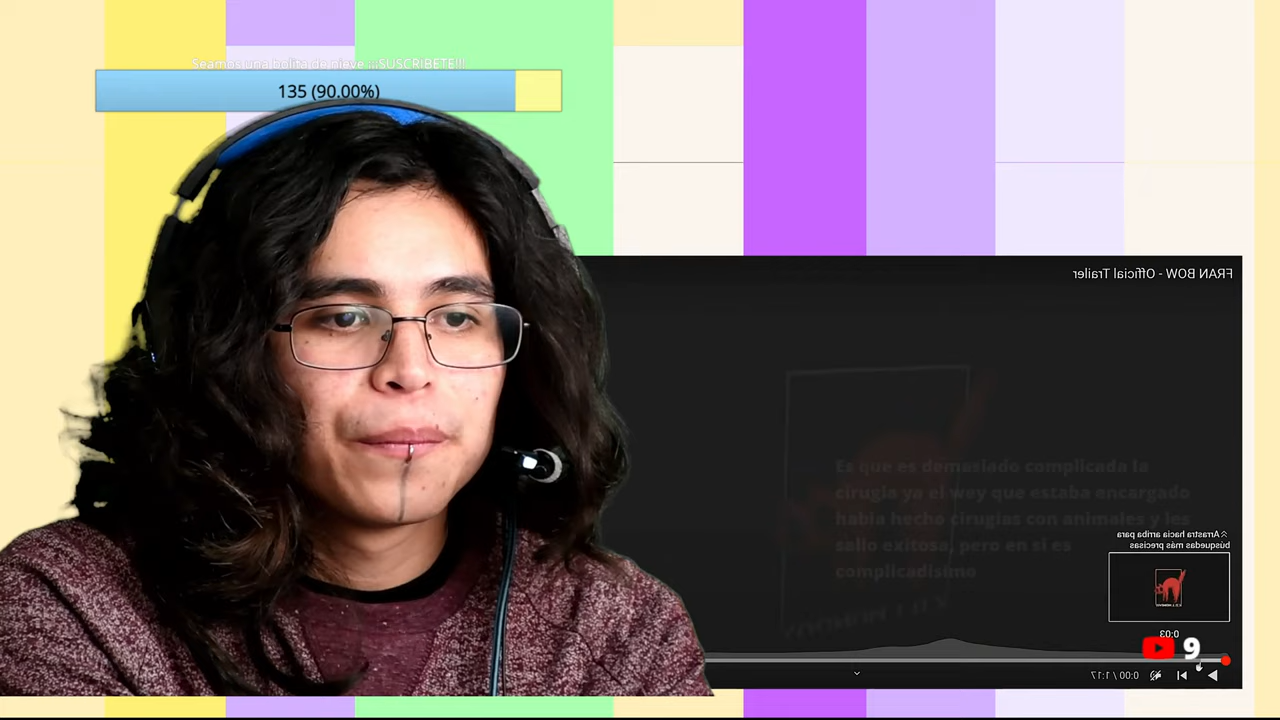 Seamos una bolita de nieve ¡¡¡SUSCRIBETE!!!
135 (90.00%)
FRAN BOW - Official Trailer
Es que es demasiado complicada la
cirugia ya el way que estaba encargado
habia hecho cirugias con animales y les
salio exitosa, pero en si es
complicadisimo
Arrastra hacia arriba para
búsquedas más precisas
0:03
9
0:00 / 1:17